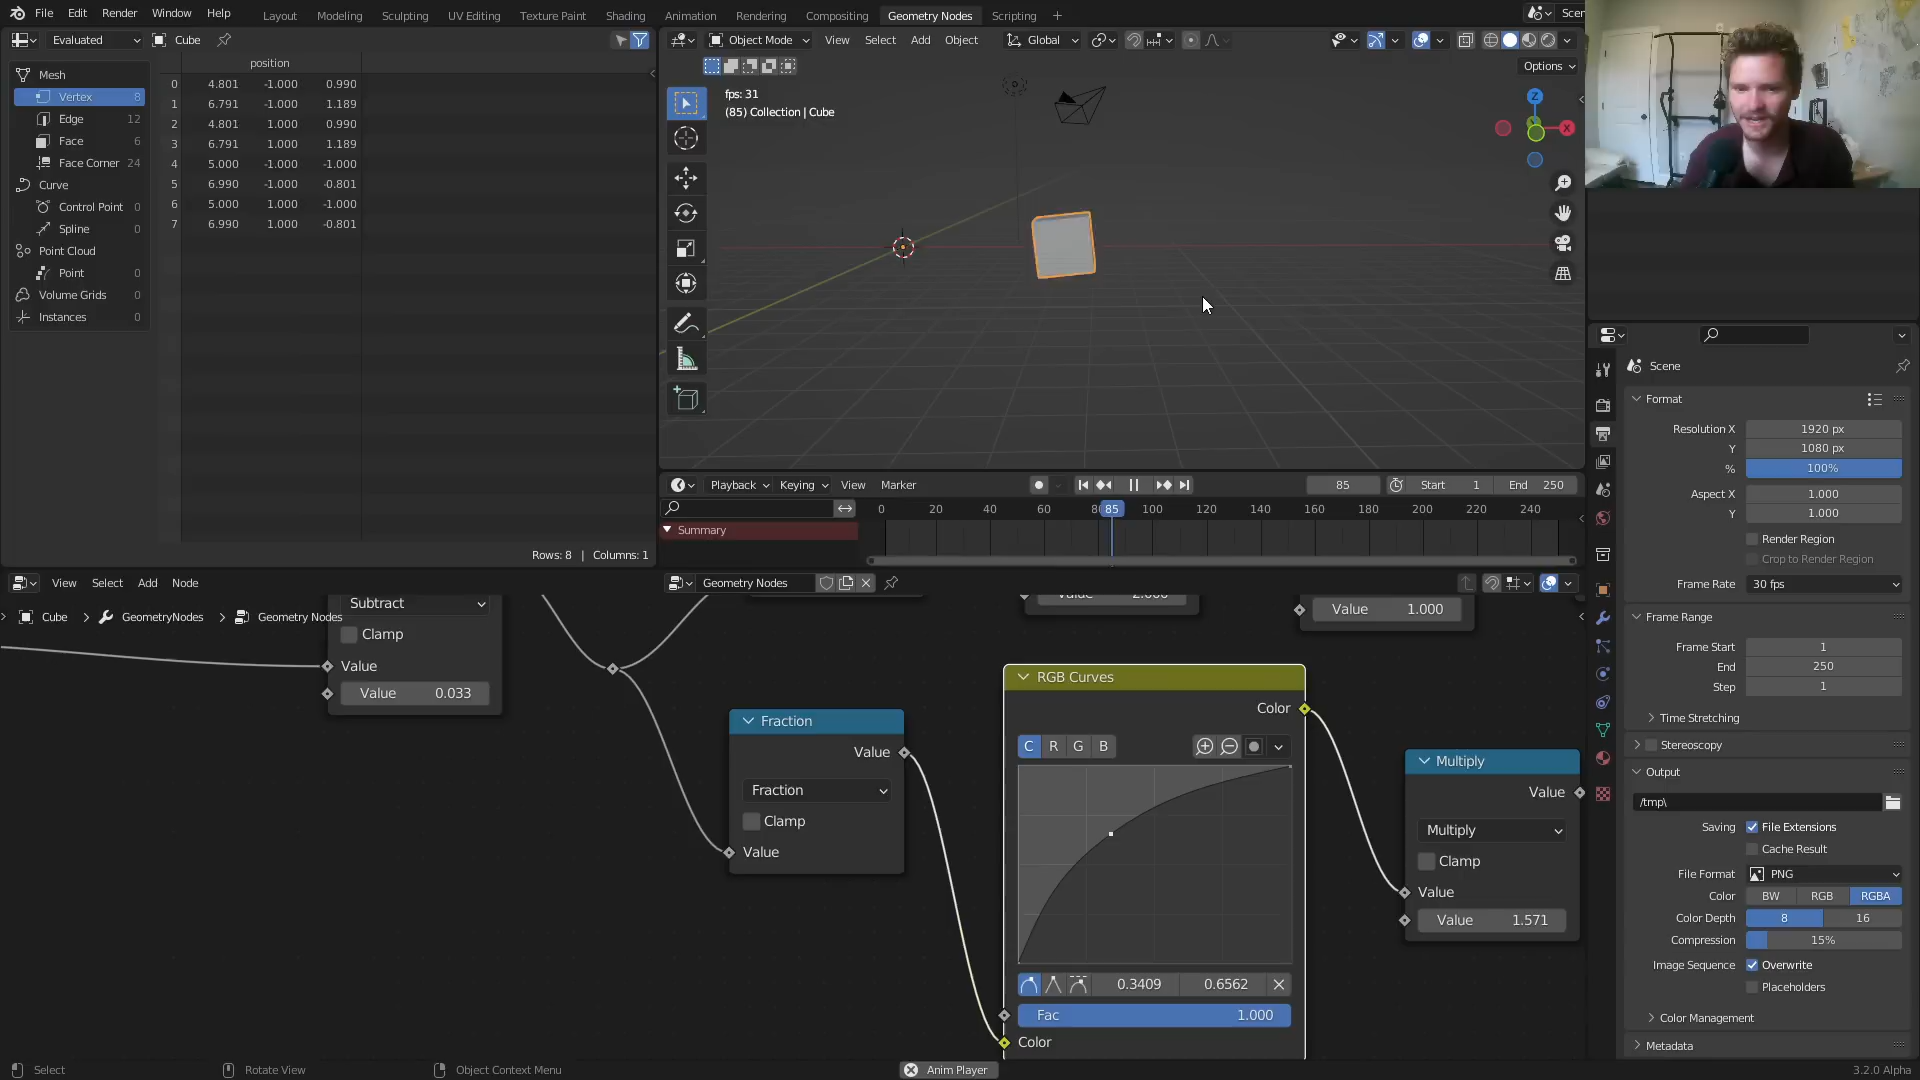 File Edit Render Window Help Layout Modeling Sculpting UV Editing Texture Paint Shading Animation Rendering Compositing Geometry Nodes Scripting +
Evaluated Cube
Object Mode View Select Add Object Global
Options
position
Mesh
Vertex 8
Edge 12
Face 6
Face Corner 24
Curve
Control Point 0
Spline 0
Point Cloud
Point 0
Volume Grids 0
Instances 0
0 4.801 -1.000 0.990
1 6.791 -1.000 1.189
2 4.801 1.000 0.990
3 6.791 1.000 1.189
4 5.000 -1.000 -1.000
5 6.990 -1.000 -0.801
6 5.000 1.000 -1.000
7 6.990 1.000 -0.801
Rows: 8 | Columns: 1
fps: 31
(85) Collection | Cube
Z
X
Playback Keying View Marker 85 Start 1 End 250
0 20 40 60 85 100 120 140 160 180 200 220 240
Summary
View Select Add Node Geometry Nodes
Cube GeometryNodes Geometry Nodes
Subtract
Clamp
Value
Value 0.033
Value 1.000
Fraction
Value
Fraction
Clamp
Value
RGB Curves
Color
C R G B
0.3409 0.6562
Fac 1.000
Color
Multiply
Value
Multiply
Clamp
Value
Value 1.571
Scene
Format
Resolution X 1920 px
Y 1080 px
% 100%
Aspect X 1.000
Y 1.000
Render Region
Crop to Render Region
Frame Rate 30 fps
Frame Range
Frame Start 1
End 250
Step 1
Time Stretching
Stereoscopy
Output
/tmp\
Saving File Extensions
Cache Result
File Format PNG
Color BW RGB RGBA
Color Depth 8 16
Compression 15%
Image Sequence Overwrite
Placeholders
Color Management
Metadata
Select Rotate View Object Context Menu Anim Player 3.2.0 Alpha